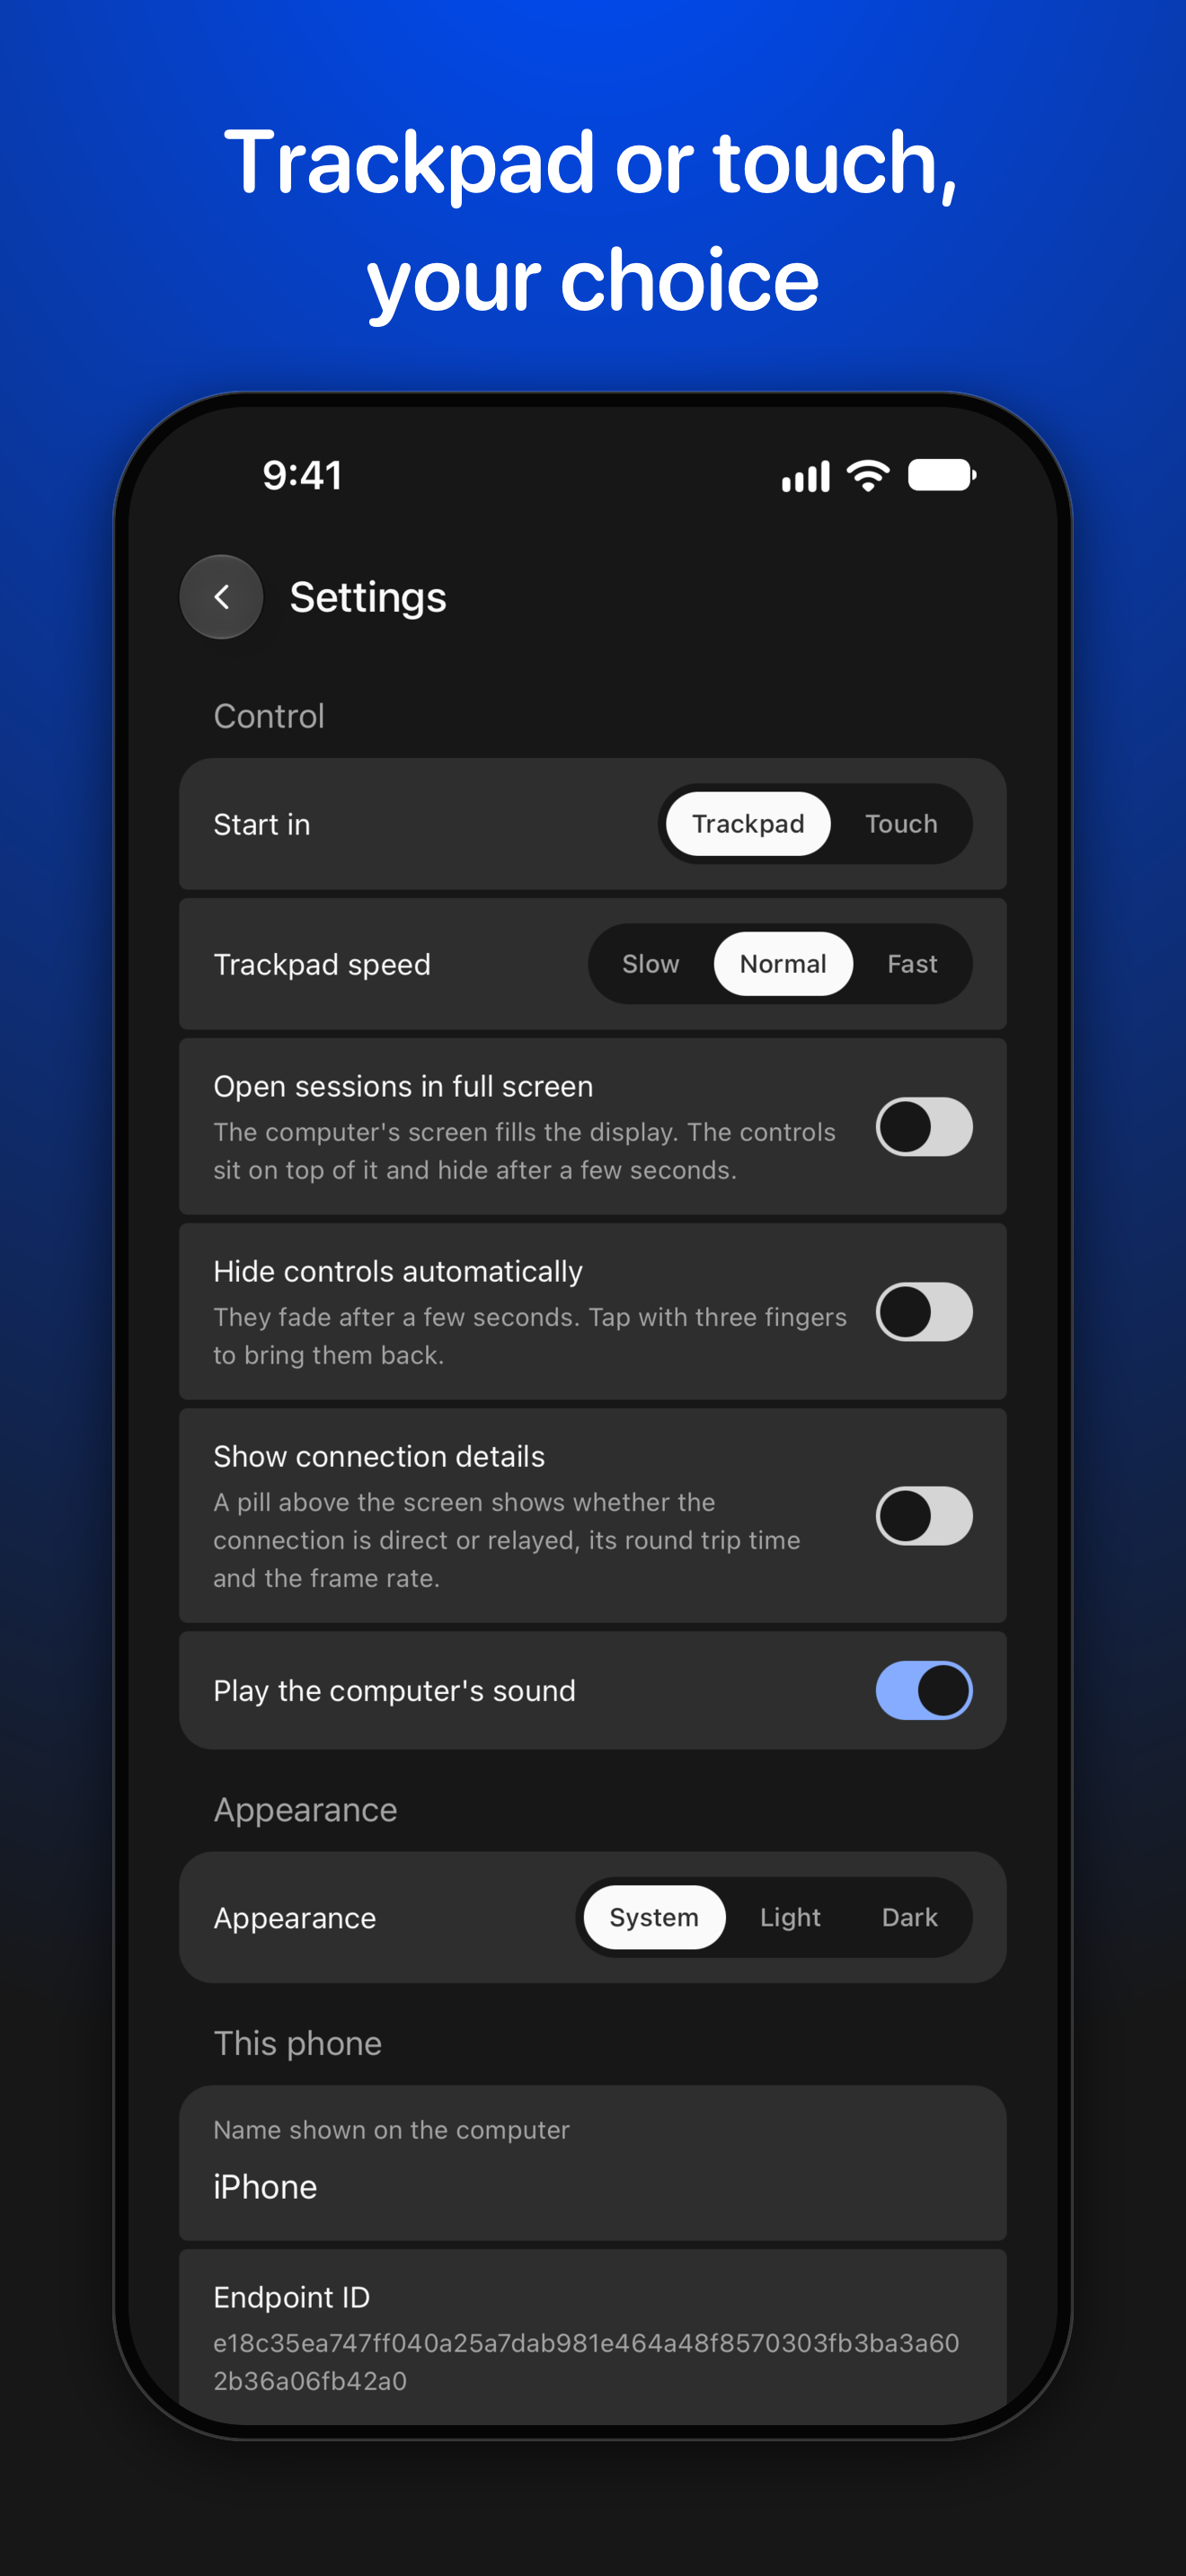 Trackpad or touch,
your choice
9:41
Settings
Control
Start in
Trackpad Touch
Trackpad speed
Slow Normal Fast
Open sessions in full screen
The computer's screen fills the display. The controls
sit on top of it and hide after a few seconds.
Hide controls automatically
They fade after a few seconds. Tap with three fingers
to bring them back.
Show connection details
A pill above the screen shows whether the
connection is direct or relayed, its round trip time
and the frame rate.
Play the computer's sound
Appearance
Appearance
System Light Dark
This phone
Name shown on the computer
iPhone
Endpoint ID
e18c35ea747ff040a25a7dab981e464a48f8570303fb3ba3a60
2b36a06fb42a0